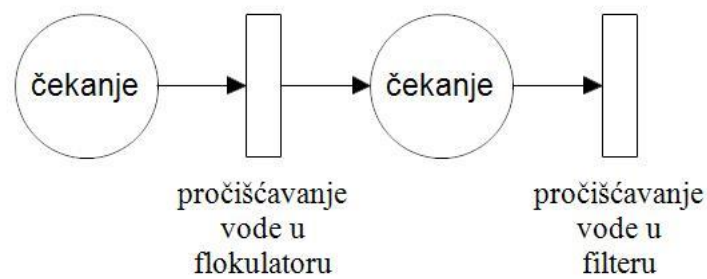 čekanje
čekanje
pročišćavanje
vode u
flokulatoru
pročišćavanje
vode u
filteru